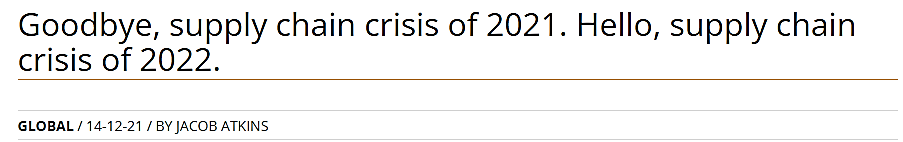 Goodbye, supply chain crisis of 2021. Hello, supply chain
crisis of 2022.
GLOBAL / 14-12-21 / BY JACOB ATKINS